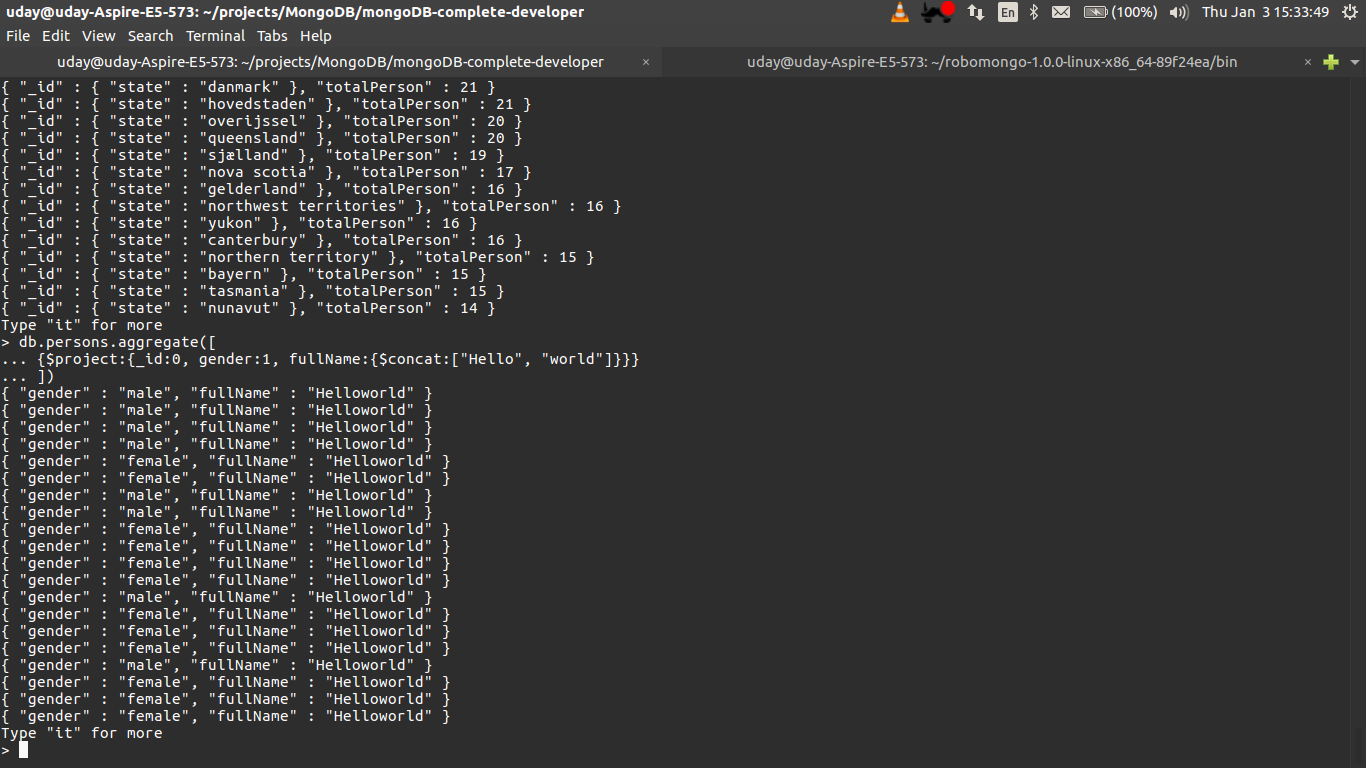 uday@uday-Aspire-E5-573: ~/projects/MongoDB/mongoDB-complete-developer En (100%) Thu Jan 3 15:33:49
File Edit View Search Terminal Tabs Help
uday@uday-Aspire-E5-573: ~/projects/MongoDB/mongoDB-complete-developer × uday@uday-Aspire-E5-573: ~/robomongo-1.0.0-linux-x86_64-89f24ea/bin ×
{ "_id" : { "state" : "danmark" }, "totalPerson" : 21 }
{ "_id" : { "state" : "hovedstaden" }, "totalPerson" : 21 }
{ "_id" : { "state" : "overijssel" }, "totalPerson" : 20 }
{ "_id" : { "state" : "queensland" }, "totalPerson" : 20 }
{ "_id" : { "state" : "sjælland" }, "totalPerson" : 19 }
{ "_id" : { "state" : "nova scotia" }, "totalPerson" : 17 }
{ "_id" : { "state" : "gelderland" }, "totalPerson" : 16 }
{ "_id" : { "state" : "northwest territories" }, "totalPerson" : 16 }
{ "_id" : { "state" : "yukon" }, "totalPerson" : 16 }
{ "_id" : { "state" : "canterbury" }, "totalPerson" : 16 }
{ "_id" : { "state" : "northern territory" }, "totalPerson" : 15 }
{ "_id" : { "state" : "bayern" }, "totalPerson" : 15 }
{ "_id" : { "state" : "tasmania" }, "totalPerson" : 15 }
{ "_id" : { "state" : "nunavut" }, "totalPerson" : 14 }
Type "it" for more
> db.persons.aggregate([
... {$project:{_id:0, gender:1, fullName:{$concat:["Hello", "world"]}}}
... ])
{ "gender" : "male", "fullName" : "Helloworld" }
{ "gender" : "male", "fullName" : "Helloworld" }
{ "gender" : "male", "fullName" : "Helloworld" }
{ "gender" : "male", "fullName" : "Helloworld" }
{ "gender" : "female", "fullName" : "Helloworld" }
{ "gender" : "female", "fullName" : "Helloworld" }
{ "gender" : "male", "fullName" : "Helloworld" }
{ "gender" : "male", "fullName" : "Helloworld" }
{ "gender" : "female", "fullName" : "Helloworld" }
{ "gender" : "female", "fullName" : "Helloworld" }
{ "gender" : "female", "fullName" : "Helloworld" }
{ "gender" : "female", "fullName" : "Helloworld" }
{ "gender" : "male", "fullName" : "Helloworld" }
{ "gender" : "female", "fullName" : "Helloworld" }
{ "gender" : "female", "fullName" : "Helloworld" }
{ "gender" : "female", "fullName" : "Helloworld" }
{ "gender" : "male", "fullName" : "Helloworld" }
{ "gender" : "female", "fullName" : "Helloworld" }
{ "gender" : "female", "fullName" : "Helloworld" }
{ "gender" : "female", "fullName" : "Helloworld" }
Type "it" for more
>